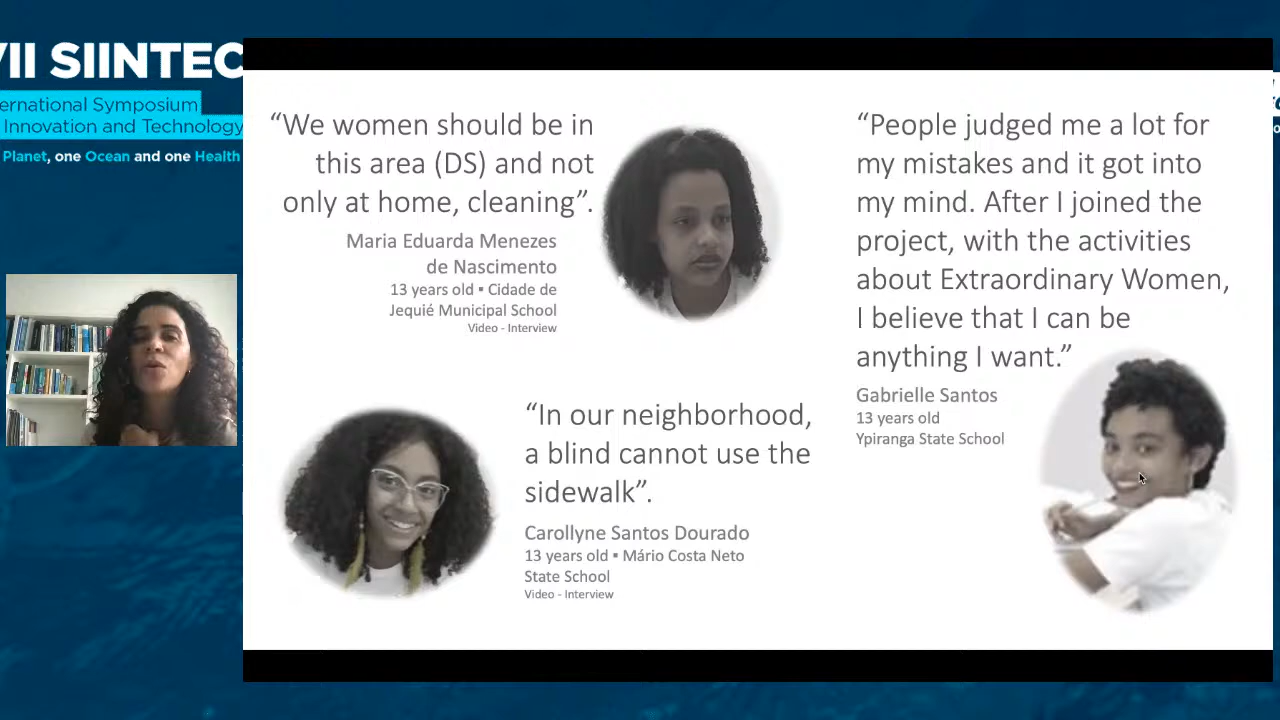 VII SIINTEC
ernational Symposium
Innovation and Technology
Planet, one Ocean and one Health
“We women should be in
this area (DS) and not
only at home, cleaning”.
Maria Eduarda Menezes
de Nascimento
13 years old ▪ Cidade de
Jequié Municipal School
Video - Interview
“In our neighborhood,
a blind cannot use the
sidewalk”.
Carollyne Santos Dourado
13 years old ▪ Mário Costa Neto
State School
Video - Interview
“People judged me a lot for
my mistakes and it got into
my mind. After I joined the
project, with the activities
about Extraordinary Women,
I believe that I can be
anything I want.”
Gabrielle Santos
13 years old
Ypiranga State School